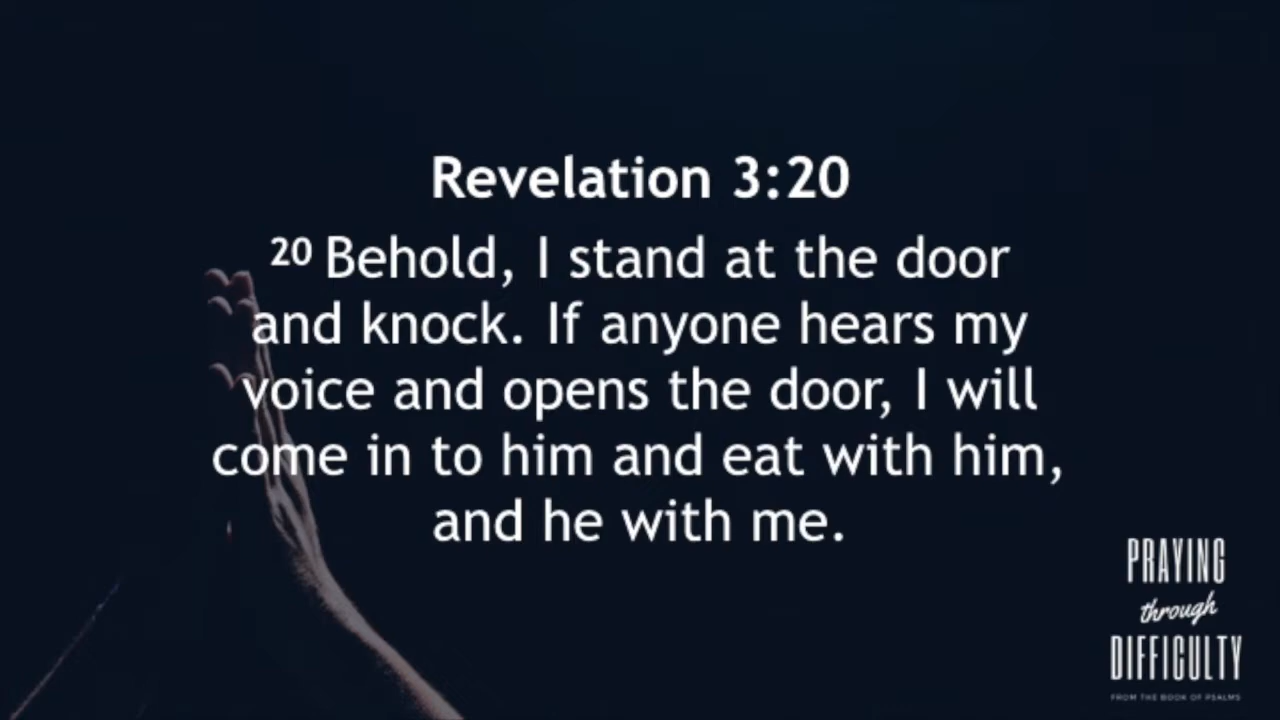 Revelation 3:20
20 Behold, I stand at the door
and knock. If anyone hears my
voice and opens the door, I will
come in to him and eat with him,
and he with me.
PRAYING
through
DIFFICULTY
FROM THE BOOK OF PSALMS